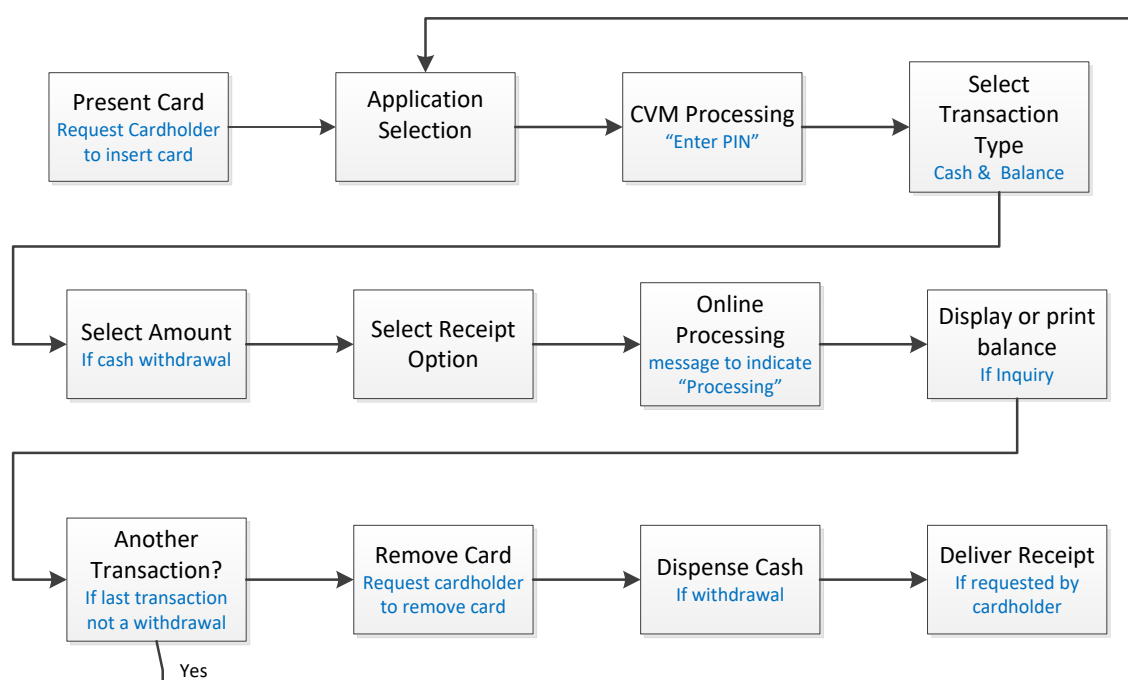 Present Card
Request Cardholder
to insert card
Application
Selection
CVM Processing
“Enter PIN”
Select
Transaction
Type
Cash &  Balance
Select Amount
If cash withdrawal
Select Receipt
Option
Online
Processing
message to indicate
“Processing”
Display or print
balance
If Inquiry
Another
Transaction?
If last transaction
not a withdrawal
Remove Card
Request cardholder
to remove card
Dispense Cash
If withdrawal
Deliver Receipt
If requested by
cardholder
Yes